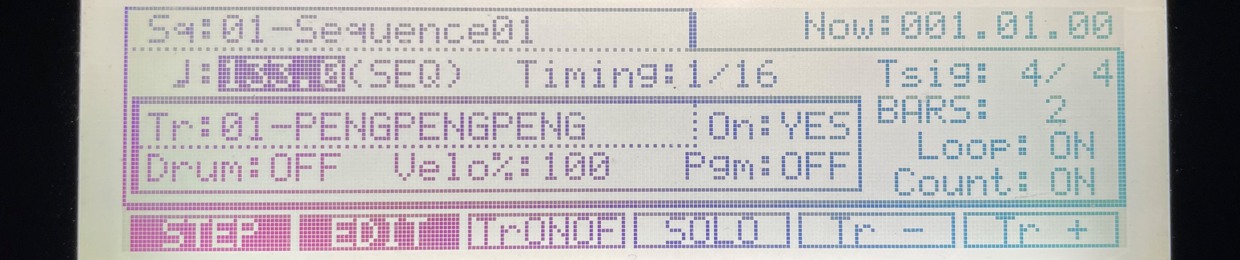 Sq:01-Sequence01 Now:001.01.00
♩:133.0(SEQ) Timing:1/16 Tsig: 4/ 4
BARS: 2
Tr:01-PENGPENGPENG On:YES
Loop: ON
Drum:OFF Velo%:100 Pgm:OFF
Count: ON
STEP EDIT TrONOF SOLO Tr - Tr +